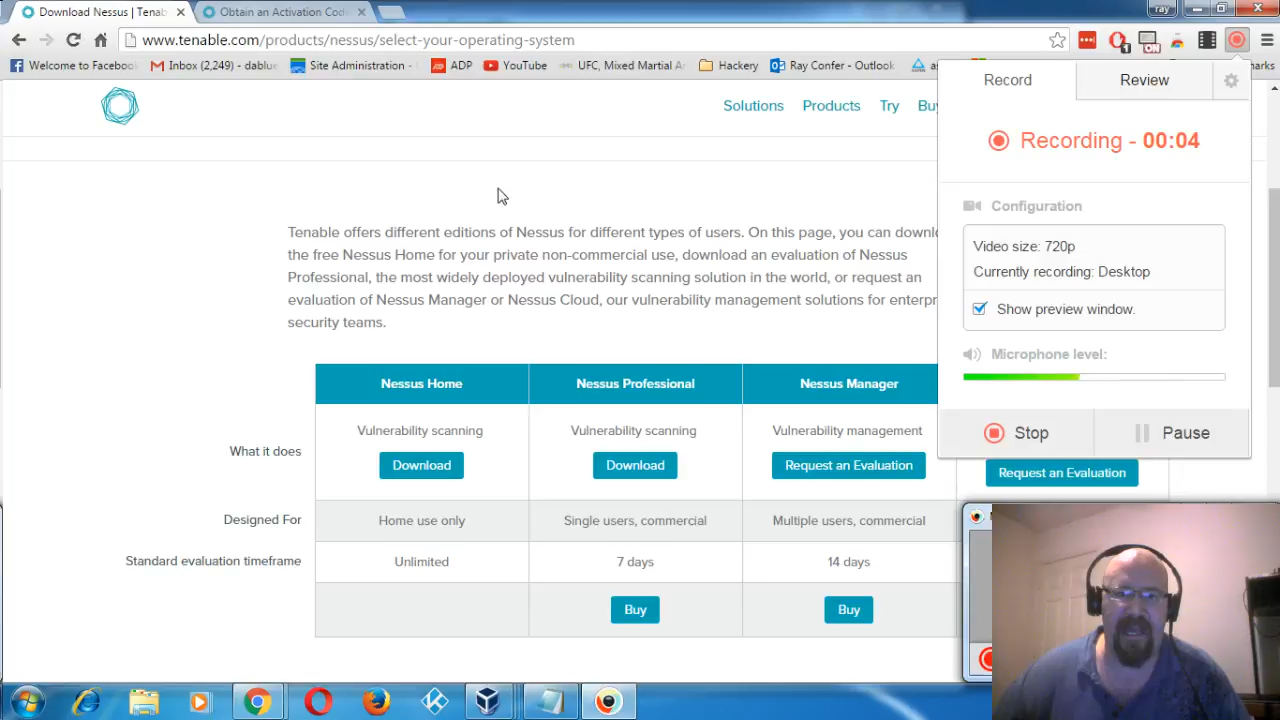 Download Nessus | Tenab
Obtain an Activation Cod
ray
www.tenable.com/products/nessus/select-your-operating-system
1
ON
Welcome to Facebook
Inbox (2,249) - dablue
Site Administration -
ADP
YouTube
UFC, Mixed Martial Ar
Hackery
Ray Confer - Outlook
as
Solutions
Products
Try
Buy
Record
Review
Recording - 00:04
Configuration
Video size: 720p
Currently recording: Desktop
Show preview window.
Microphone level:
Stop
Pause
Tenable offers different editions of Nessus for different types of users. On this page, you can downlo
the free Nessus Home for your private non-commercial use, download an evaluation of Nessus
Professional, the most widely deployed vulnerability scanning solution in the world, or request an
evaluation of Nessus Manager or Nessus Cloud, our vulnerability management solutions for enterpr
security teams.
Nessus Home
Nessus Professional
Nessus Manager
What it does
Vulnerability scanning
Vulnerability scanning
Vulnerability management
Download
Download
Request an Evaluation
Request an Evaluation
Designed For
Home use only
Single users, commercial
Multiple users, commercial
Standard evaluation timeframe
Unlimited
7 days
14 days
Buy
Buy